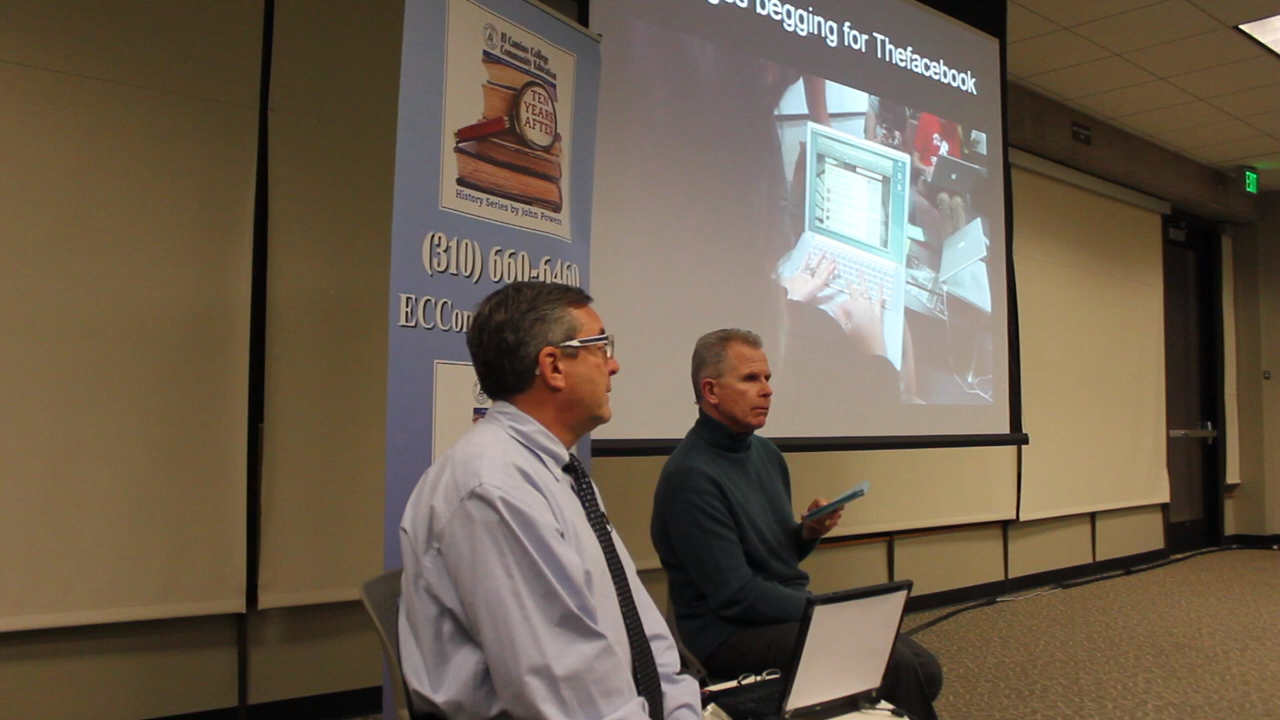 begging for Thefacebook
El Camino College
Community Education
TEN
YEARS
AFTER
History Series by John Powers
(310) 660-6460
EXIT